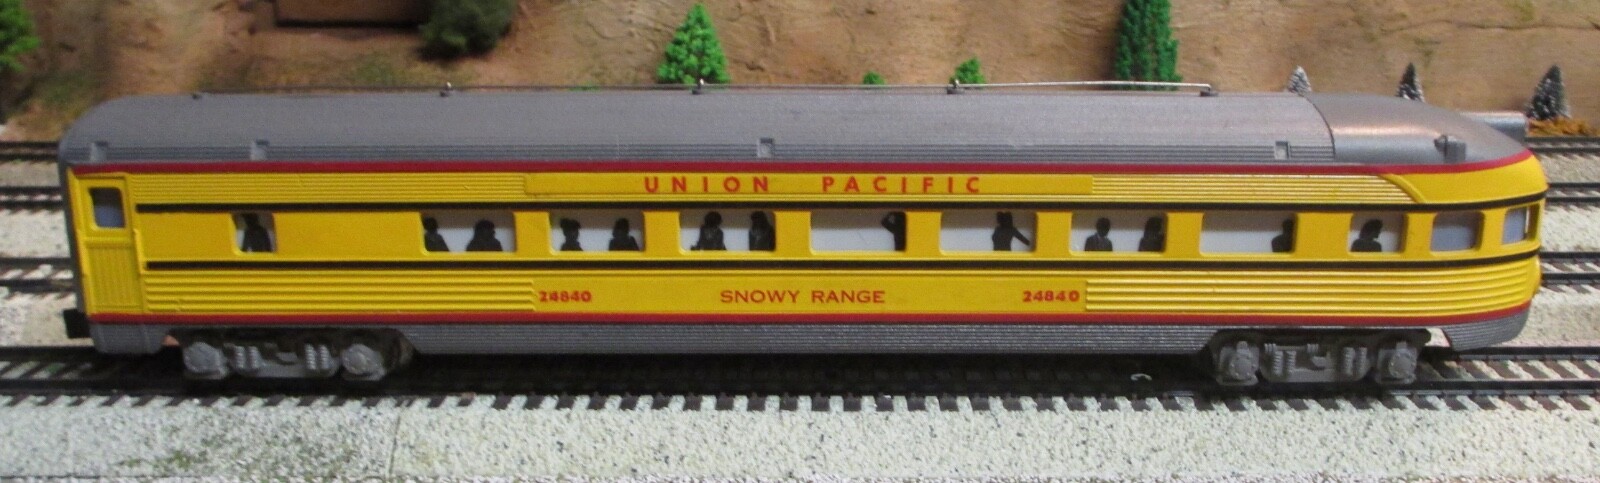 UNION PACIFIC
24840 SNOWY RANGE 24840